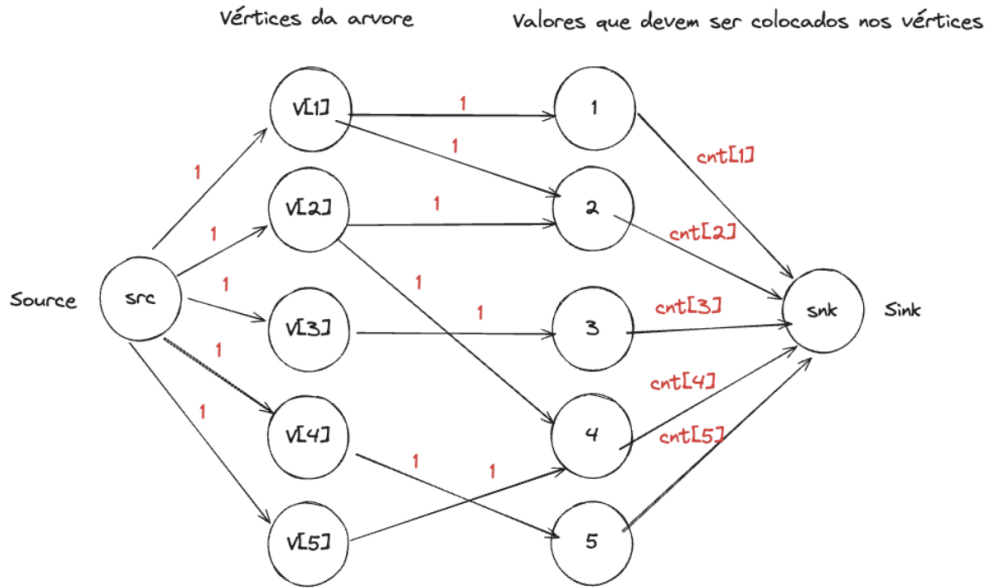 Vértices da arvore
Valores que devem ser colocados nos vértices
v[1]
1
1
1
cnt[1]
1
v[2]
1
2
cnt[2]
1
1
Source
src
1
v[3]
1
3
cnt[3]
snk
Sink
1
cnt[4]
1
v[4]
1
4
cnt[5]
1
v[5]
5